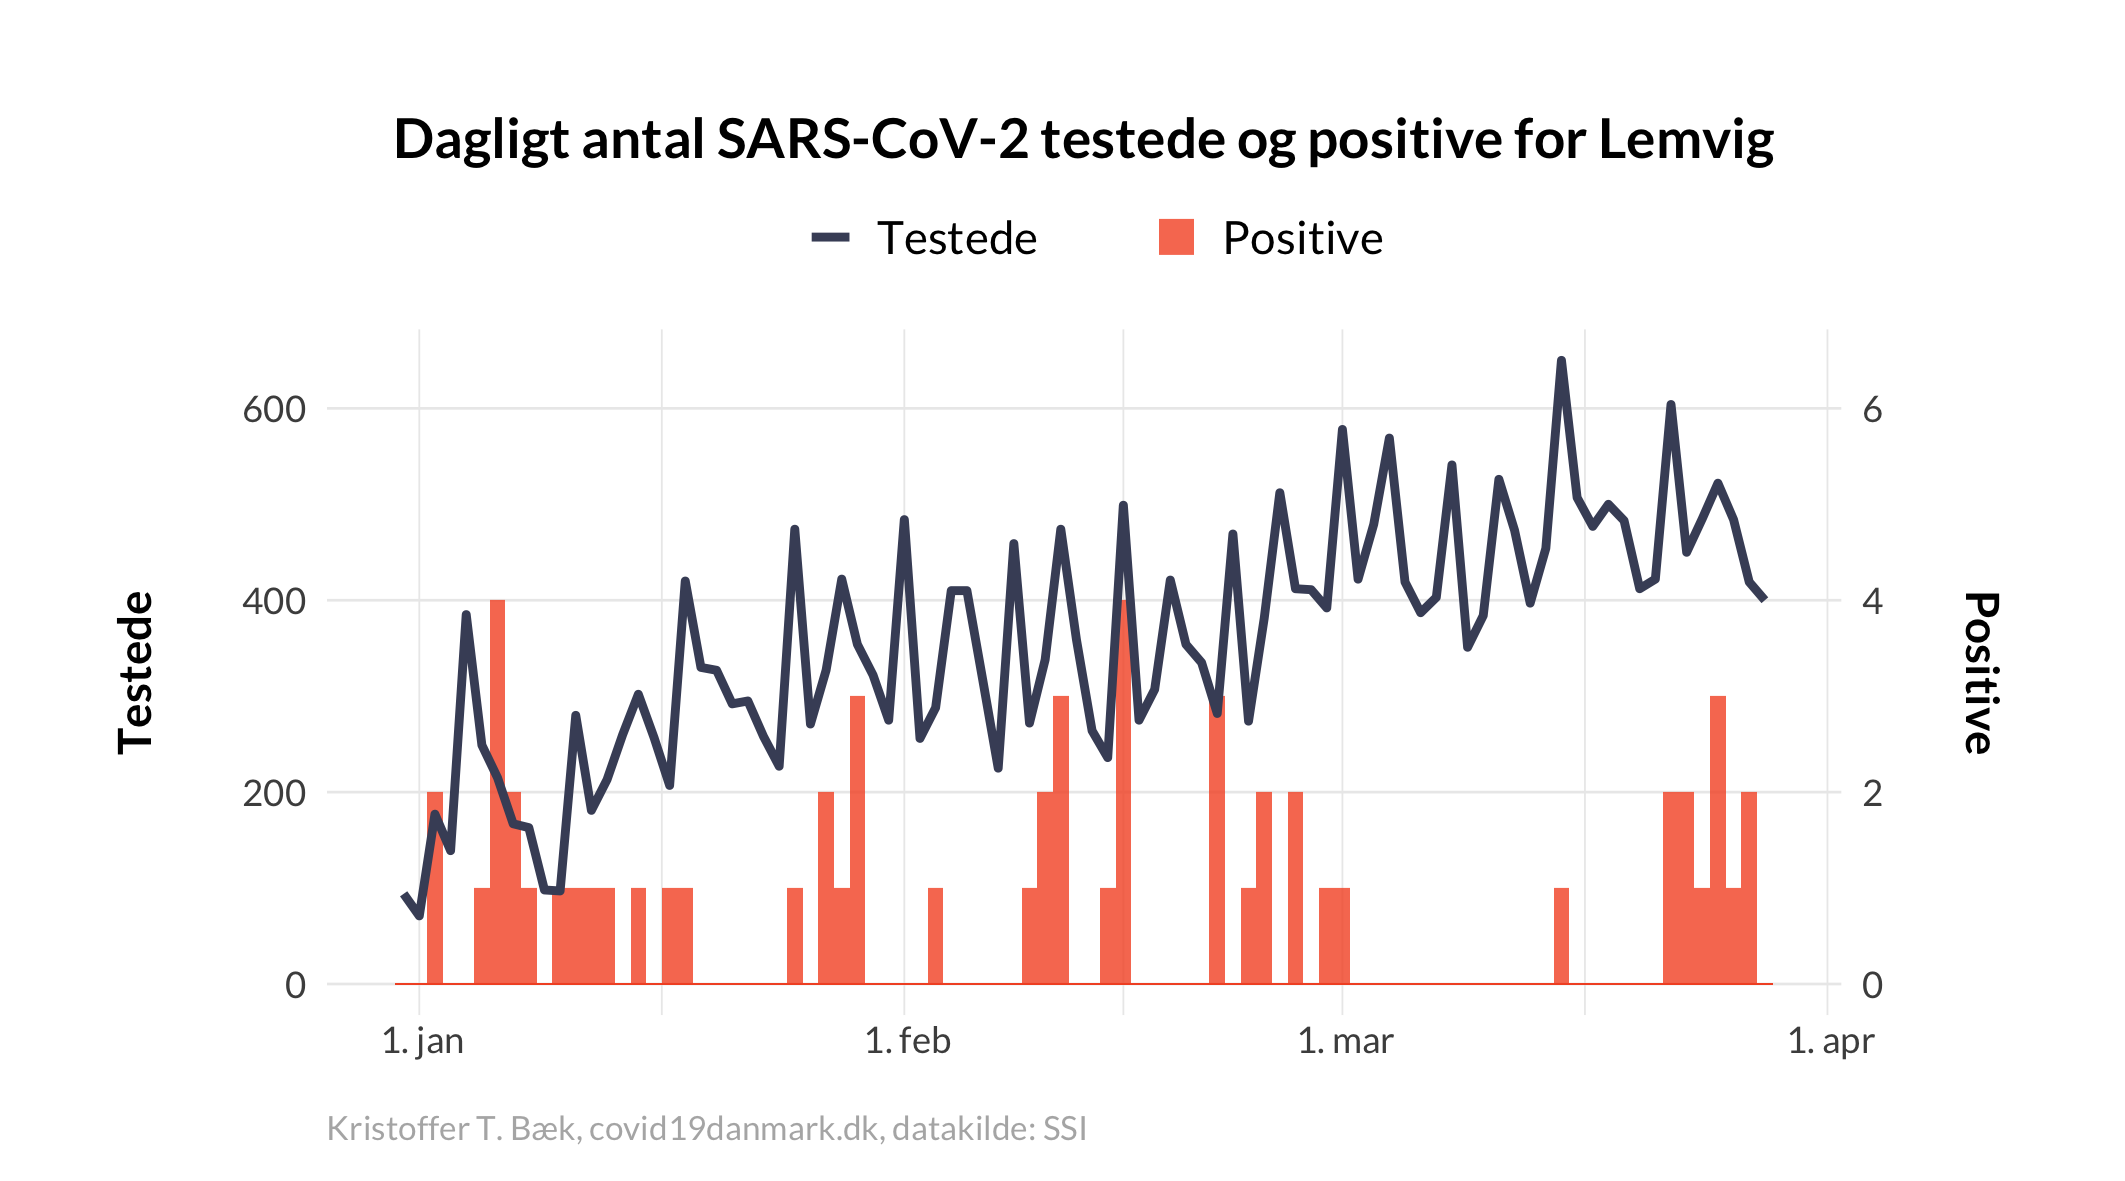 Dagligt antal SARS-CoV-2 testede og positive for Lemvig
Testede
Positive
600
400
200
0
Testede
6
4
2
0
Positive
1. jan
1. feb
1. mar
1. apr
Kristoffer T. Bæk, covid19danmark.dk, datakilde: SSI